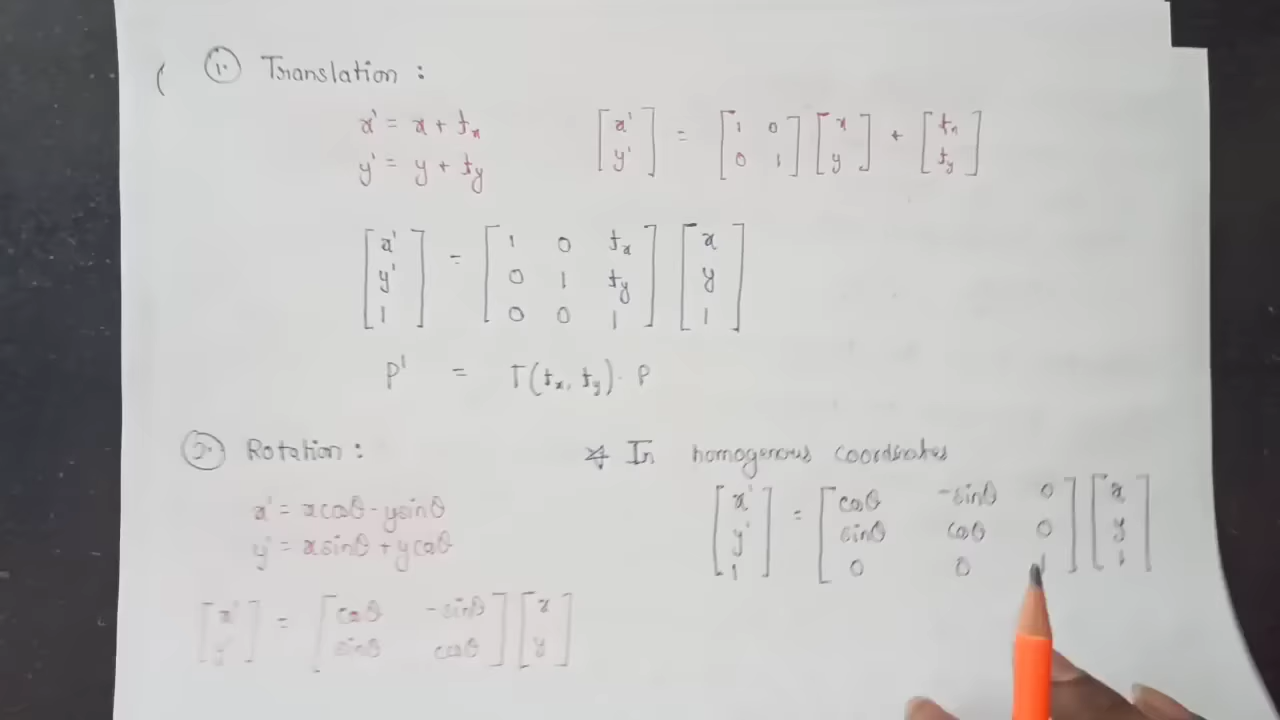 ( 1. Translation :
x' = x + tx
y' = y + ty
[x' y'] = [1 0 0 1] [x y] + [tx ty]
[x' y' 1] = [1 0 tx 0 1 ty 0 0 1] [x y 1]
P' = T(tx, ty) · P
2. Rotation :
x' = x cosθ - y sinθ
y' = x sinθ + y cosθ
[x' y'] = [cosθ -sinθ sinθ cosθ] [x y]
* In homogenous coordinates
[x' y' 1] = [cosθ -sinθ 0 sinθ cosθ 0 0 0 1] [x y 1]